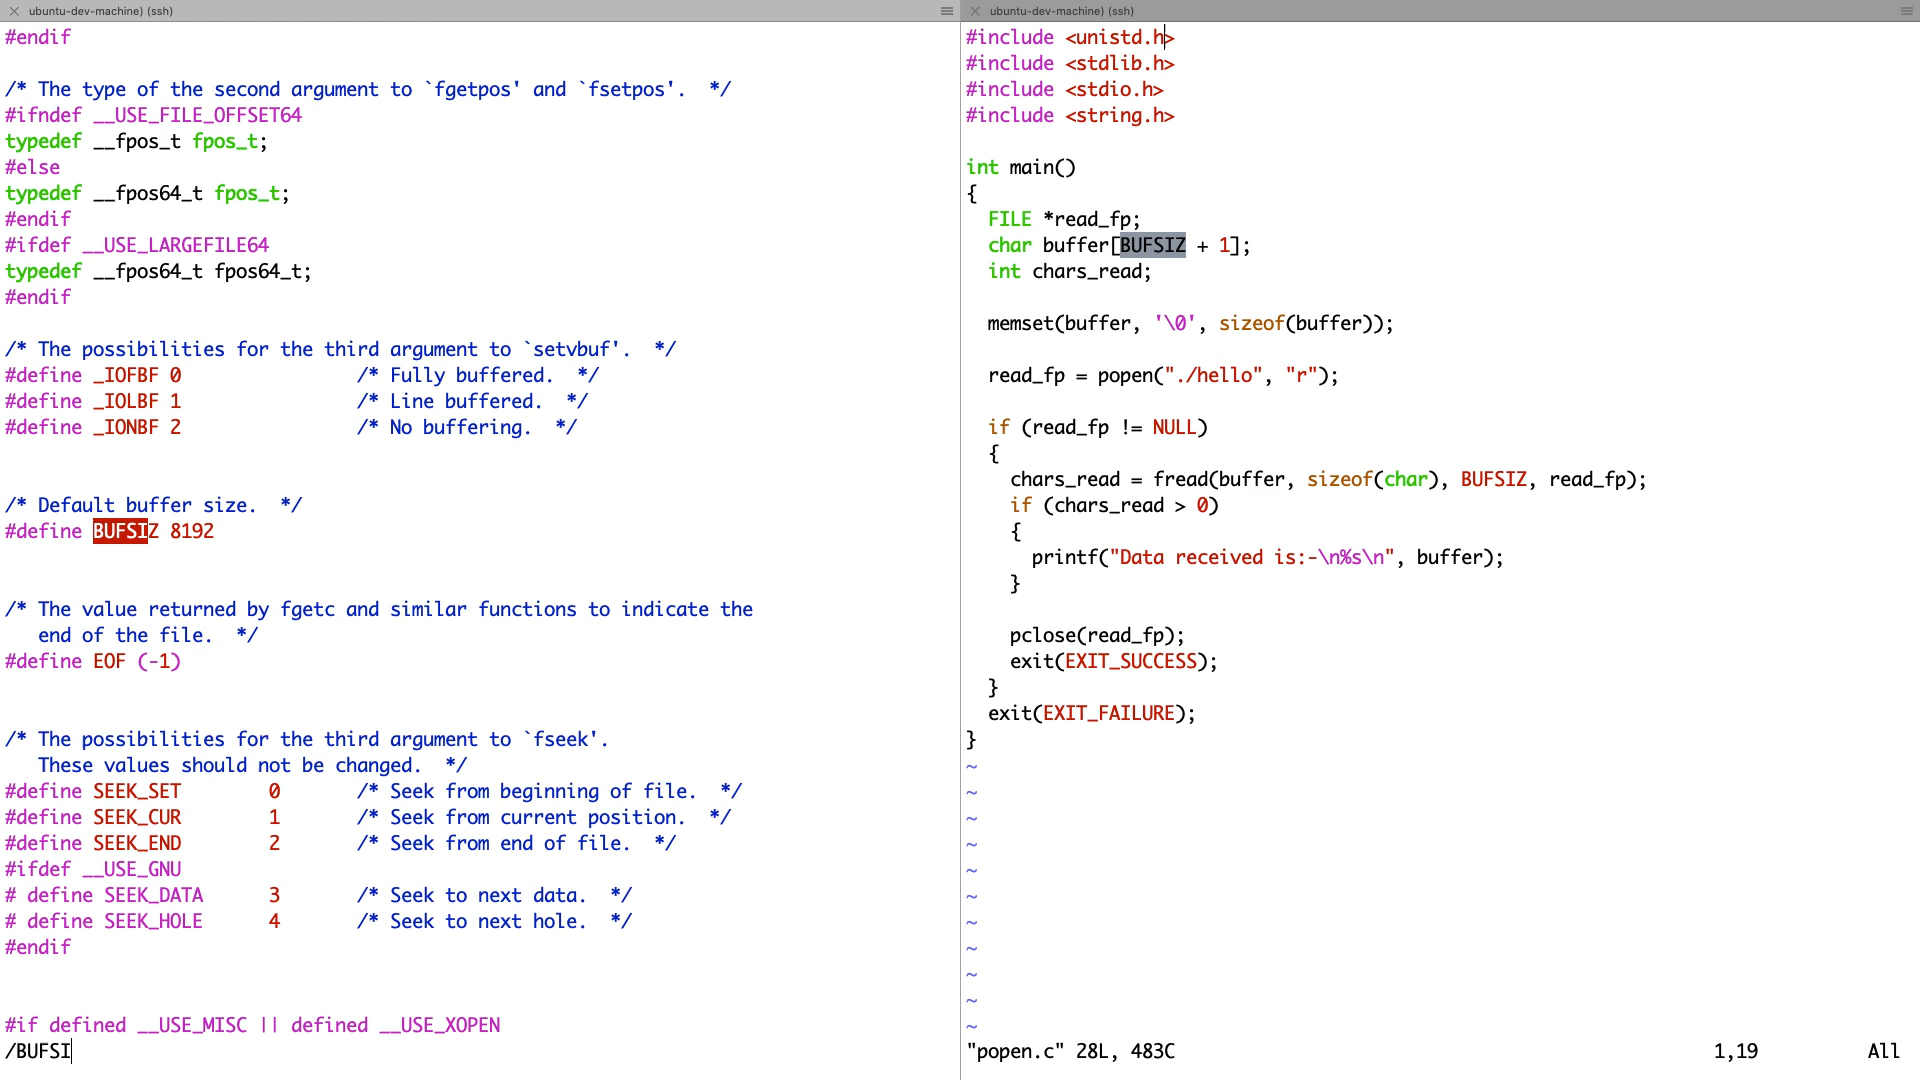 ubuntu-dev-machine) (ssh)
#endif
/* The type of the second argument to `fgetpos' and `fsetpos'.  */
#ifndef __USE_FILE_OFFSET64
typedef __fpos_t fpos_t;
#else
typedef __fpos64_t fpos_t;
#endif
#ifdef __USE_LARGEFILE64
typedef __fpos64_t fpos64_t;
#endif
/* The possibilities for the third argument to `setvbuf'.  */
#define _IOFBF 0                /* Fully buffered.  */
#define _IOLBF 1                /* Line buffered.  */
#define _IONBF 2                /* No buffering.  */
/* Default buffer size.  */
#define BUFSIZ 8192
/* The value returned by fgetc and similar functions to indicate the
   end of the file.  */
#define EOF (-1)
/* The possibilities for the third argument to `fseek'.
   These values should not be changed.  */
#define SEEK_SET        0       /* Seek from beginning of file.  */
#define SEEK_CUR        1       /* Seek from current position.  */
#define SEEK_END        2       /* Seek from end of file.  */
#ifdef __USE_GNU
# define SEEK_DATA      3       /* Seek to next data.  */
# define SEEK_HOLE      4       /* Seek to next hole.  */
#endif
#if defined __USE_MISC || defined __USE_XOPEN
/BUFSI
ubuntu-dev-machine) (ssh)
#include <unistd.h>
#include <stdlib.h>
#include <stdio.h>
#include <string.h>
int main()
{
  FILE *read_fp;
  char buffer[BUFSIZ + 1];
  int chars_read;
  memset(buffer, '\0', sizeof(buffer));
  read_fp = popen("./hello", "r");
  if (read_fp != NULL)
  {
    chars_read = fread(buffer, sizeof(char), BUFSIZ, read_fp);
    if (chars_read > 0)
    {
      printf("Data received is:-\n%s\n", buffer);
    }
    pclose(read_fp);
    exit(EXIT_SUCCESS);
  }
  exit(EXIT_FAILURE);
}
~
~
~
~
~
~
~
~
~
~
~
"popen.c" 28L, 483C 1,19 All